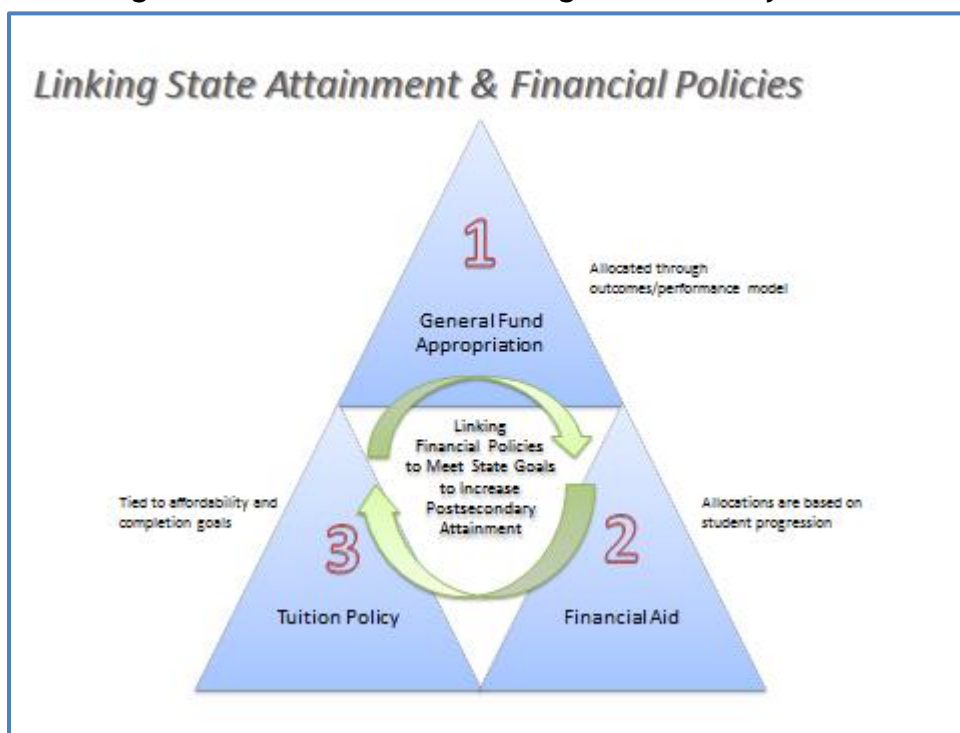 Linking State Attainment & Financial Policies
1
General Fund
Appropriation
Allocated through
outcomes/performance model
Linking
Financial Policies
to Meet State Goals
to Increase
Postsecondary
Attainment
Tied to affordability and
completion goals
3
Tuition Policy
Allocations are based on
student progression
2
Financial Aid